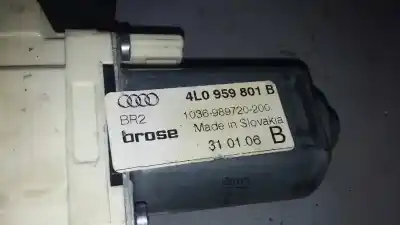 4L0 959 801 B
BR2
1036-989720-200
brose
Made in Slovakia
31 01 06 B